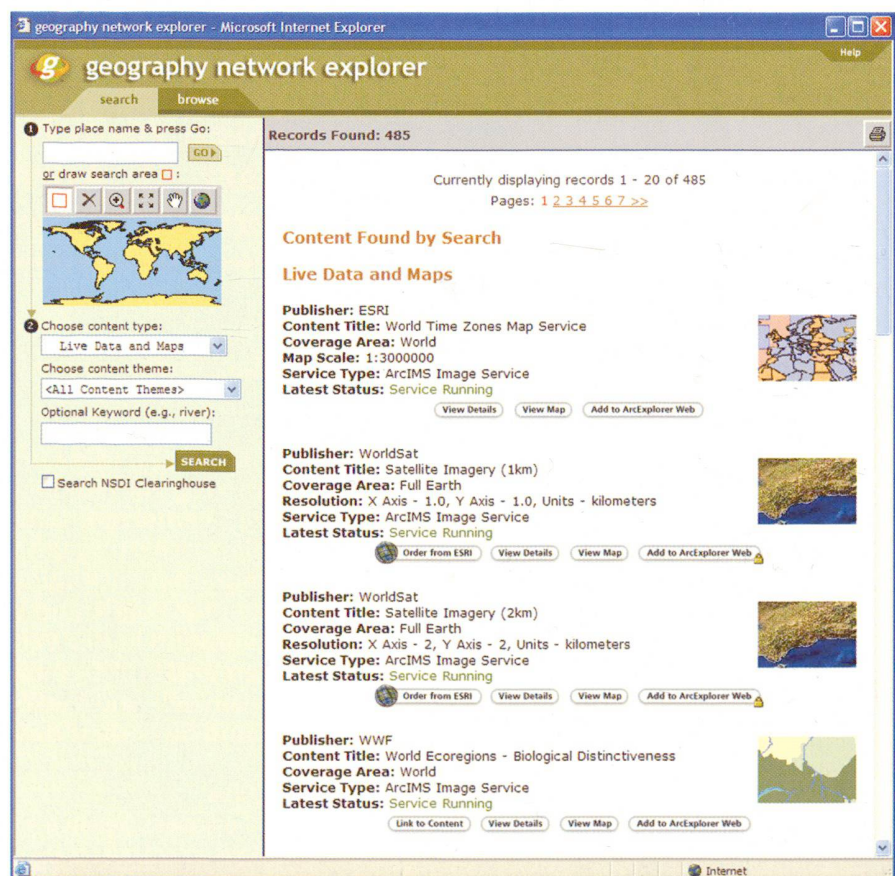 geography network explorer - Microsoft Internet Explorer
g geography network explorer
Help
search browse
1 Type place name & press Go:
GO
or draw search area :
2 Choose content type:
Live Data and Maps
Choose content theme:
<All Content Themes>
Optional Keyword (e.g., river):
SEARCH
Search NSDI Clearinghouse
Records Found: 485
Currently displaying records 1 - 20 of 485
Pages: 1 2 3 4 5 6 7 >>
Content Found by Search
Live Data and Maps
Publisher: ESRI
Content Title: World Time Zones Map Service
Coverage Area: World
Map Scale: 1:3000000
Service Type: ArcIMS Image Service
Latest Status: Service Running
View Details View Map Add to ArcExplorer Web
Publisher: WorldSat
Content Title: Satellite Imagery (1km)
Coverage Area: Full Earth
Resolution: X Axis - 1.0, Y Axis - 1.0, Units - kilometers
Service Type: ArcIMS Image Service
Latest Status: Service Running
Order from ESRI View Details View Map Add to ArcExplorer Web
Publisher: WorldSat
Content Title: Satellite Imagery (2km)
Coverage Area: Full Earth
Resolution: X Axis - 2, Y Axis - 2, Units - kilometers
Service Type: ArcIMS Image Service
Latest Status: Service Running
Order from ESRI View Details View Map Add to ArcExplorer Web
Publisher: WWF
Content Title: World Ecoregions - Biological Distinctiveness
Coverage Area: World
Service Type: ArcIMS Image Service
Latest Status: Service Running
Link to Content View Details View Map Add to ArcExplorer Web
Internet